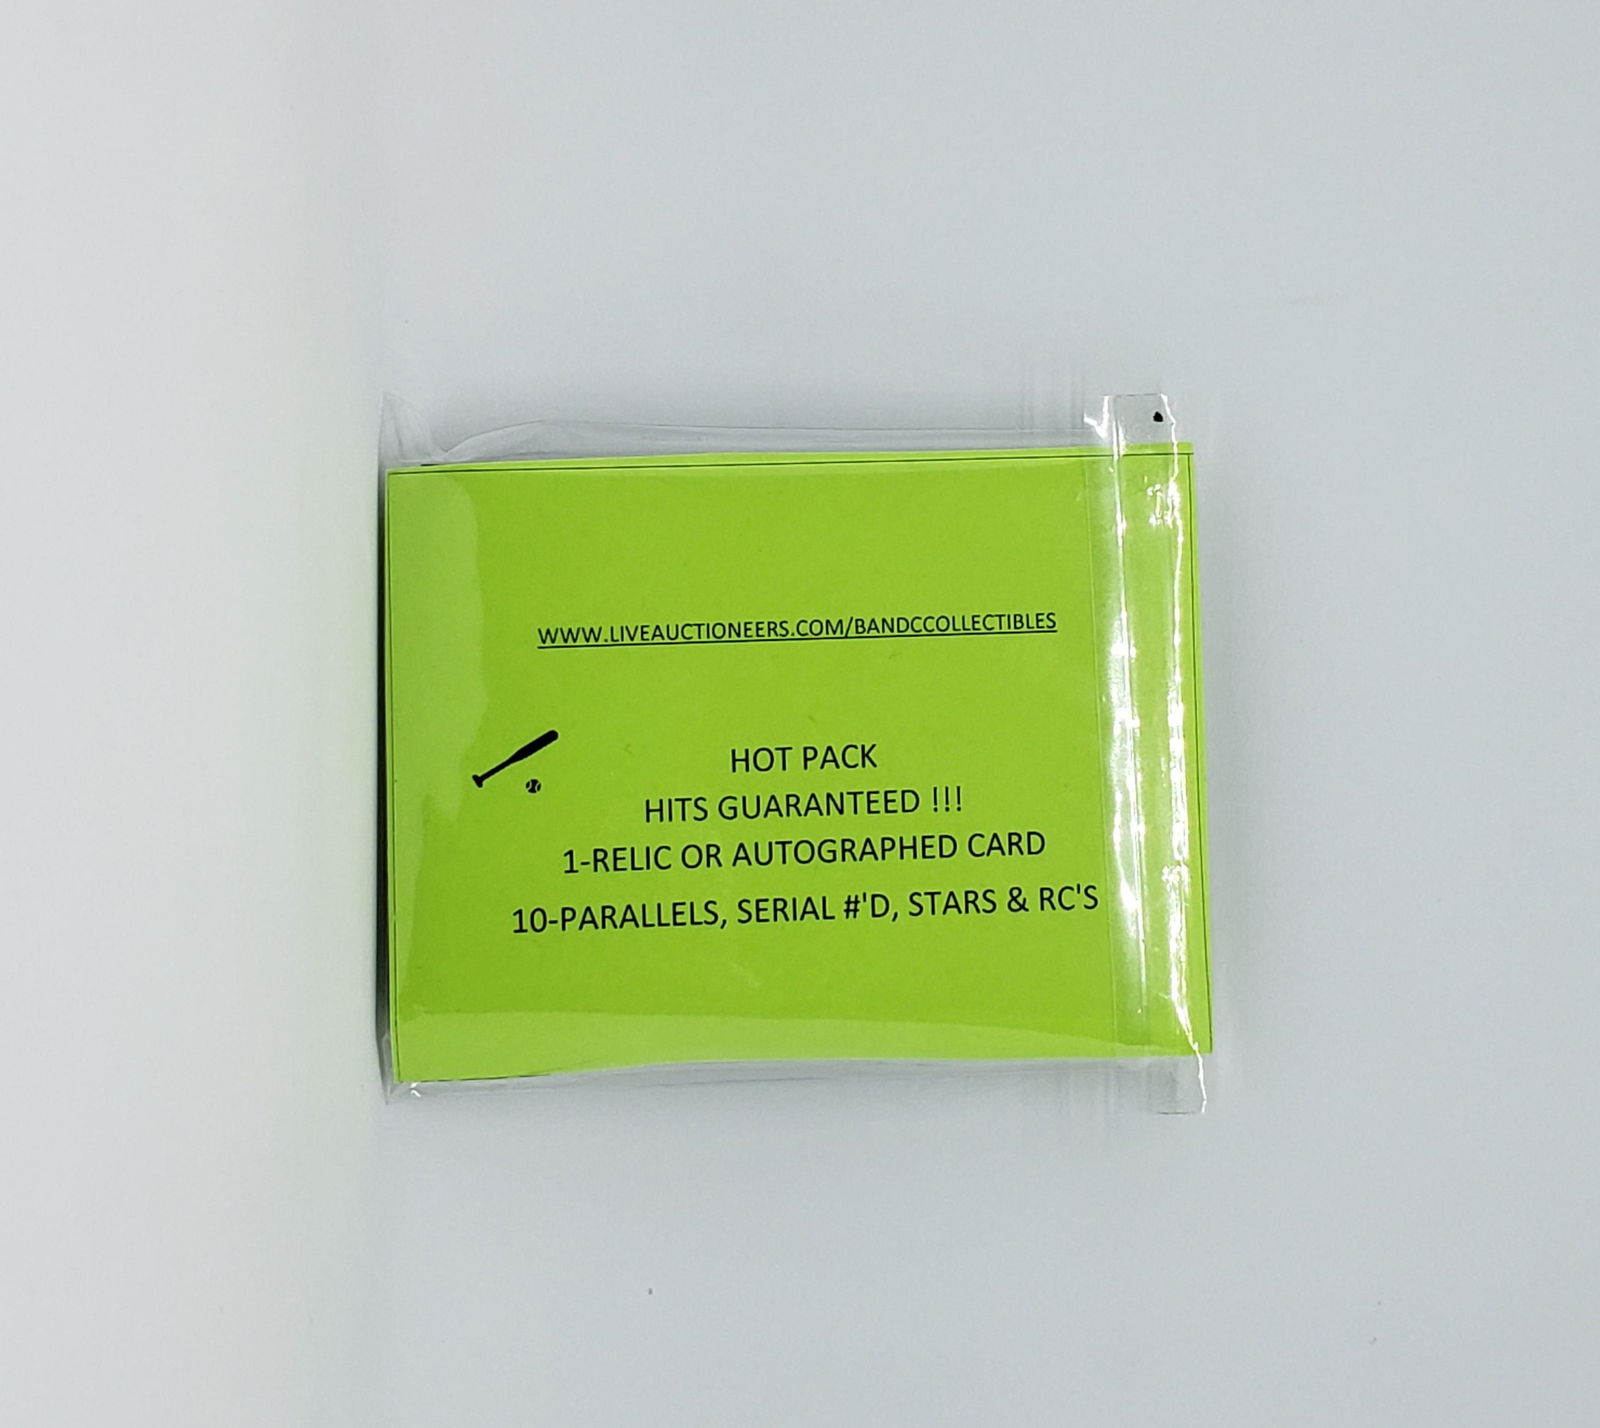 WWW.LIVEAUCTIONEERS.COM/BANDCCOLLECTIBLES
HOT PACK
HITS GUARANTEED !!!
1-RELIC OR AUTOGRAPHED CARD
10-PARALLELS, SERIAL #'D, STARS & RC'S